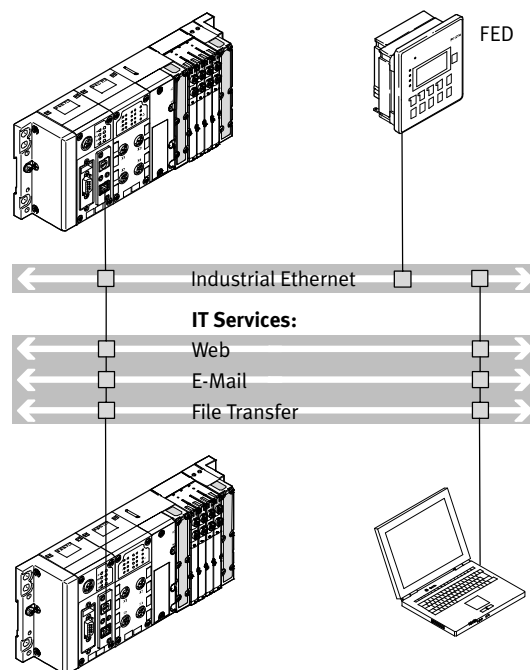 FED
Industrial Ethernet
IT Services:
Web
E-Mail
File Transfer